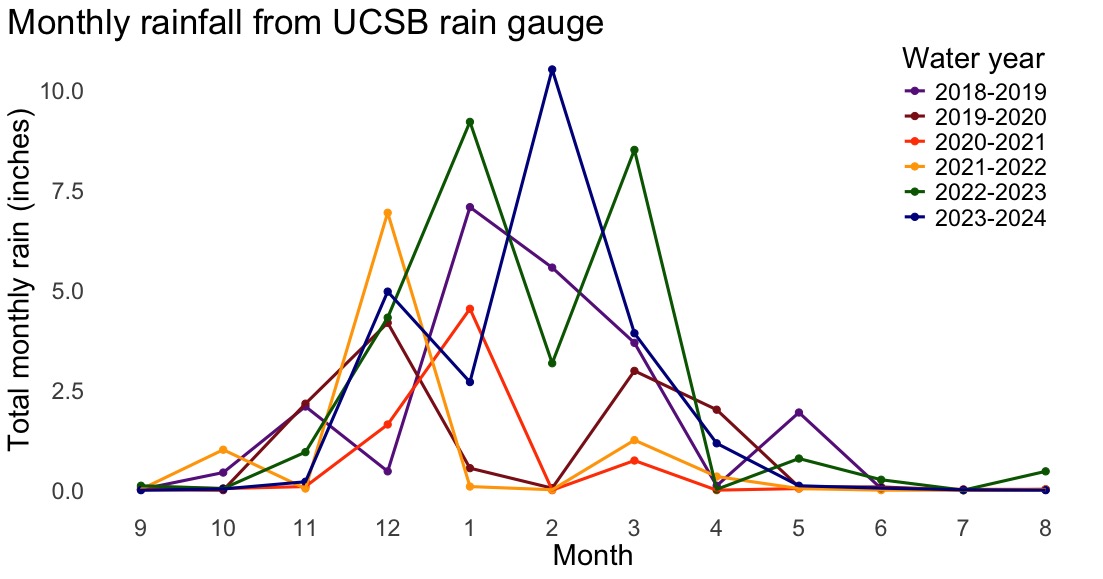 Monthly rainfall from UCSB rain gauge
Water year
2018-2019
2019-2020
2020-2021
2021-2022
2022-2023
2023-2024
Total monthly rain (inches)
10.0
7.5
5.0
2.5
0.0
9 10 11 12 1 2 3 4 5 6 7 8
Month